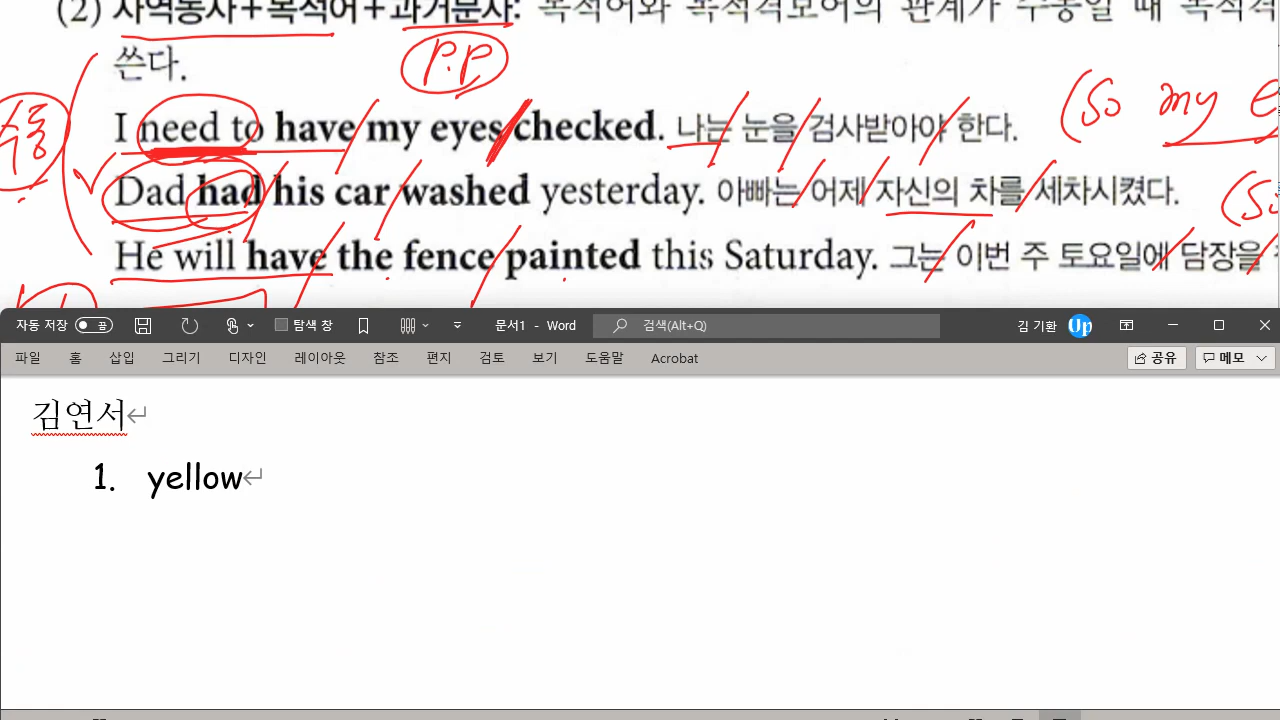 (2) 사역동사+목적어+과거분사: 목적어와 목적격보어의 관계가 수동일 때 목적격
쓴다.
P.P
수동
I need to have my eyes checked. 나는 눈을 검사받아야 한다.
(So my e
Dad had his car washed yesterday. 아빠는 어제 자신의 차를 세차시켰다.
(So
He will have the fence painted this Saturday. 그는 이번 주 토요일에 담장을
자동 저장 끔 탐색 창 문서1 - Word 검색(Alt+Q) 김 기환 Up
파일 홈 삽입 그리기 디자인 레이아웃 참조 편지 검토 보기 도움말 Acrobat 공유 메모
김연서
1. yellow